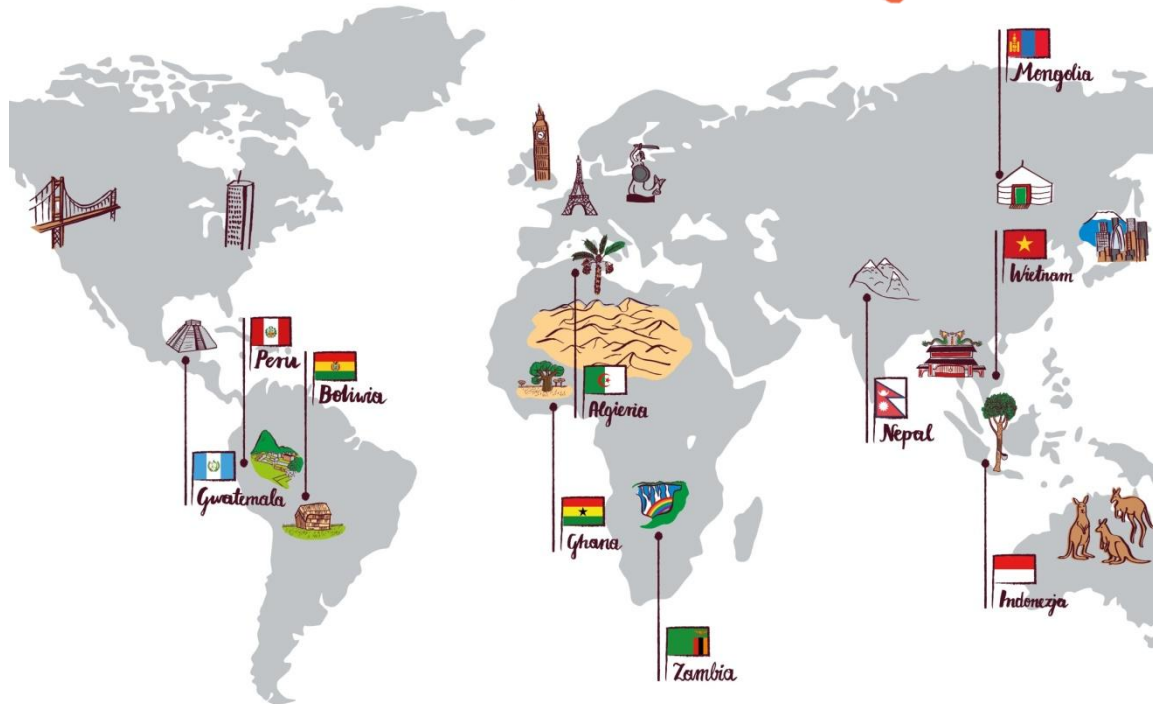 Mongolia
Wietnam
Peru
Boliwia
Algieria
Nepal
Gwatemala
Ghana
Indonezja
Zambia